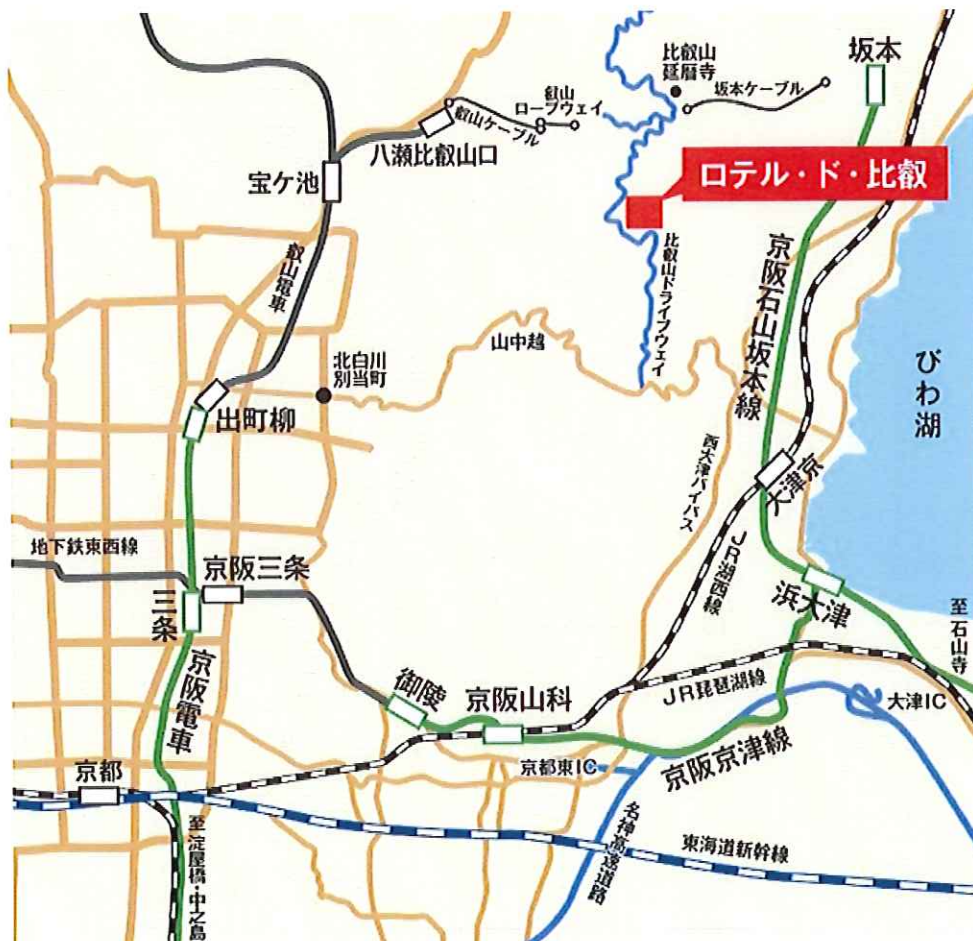 坂本
比叡山
延暦寺
坂本ケーブル
叡山
ロープウェイ
叡山ケーブル
八瀬比叡山口
宝ケ池
ロテル・ド・比叡
叡山電車
比叡山ドライブウェイ
京阪石山坂本線
山中越
北白川
別当町
びわ湖
出町柳
西大津バイパス
大津京
JR湖西線
地下鉄東西線
京阪三条
三条
浜大津
至石山寺
京阪電車
御陵
京阪山科
JR琵琶湖線
大津IC
京都東IC
京阪京津線
京都
名神高速道路
東海道新幹線
至淀屋橋・中之島